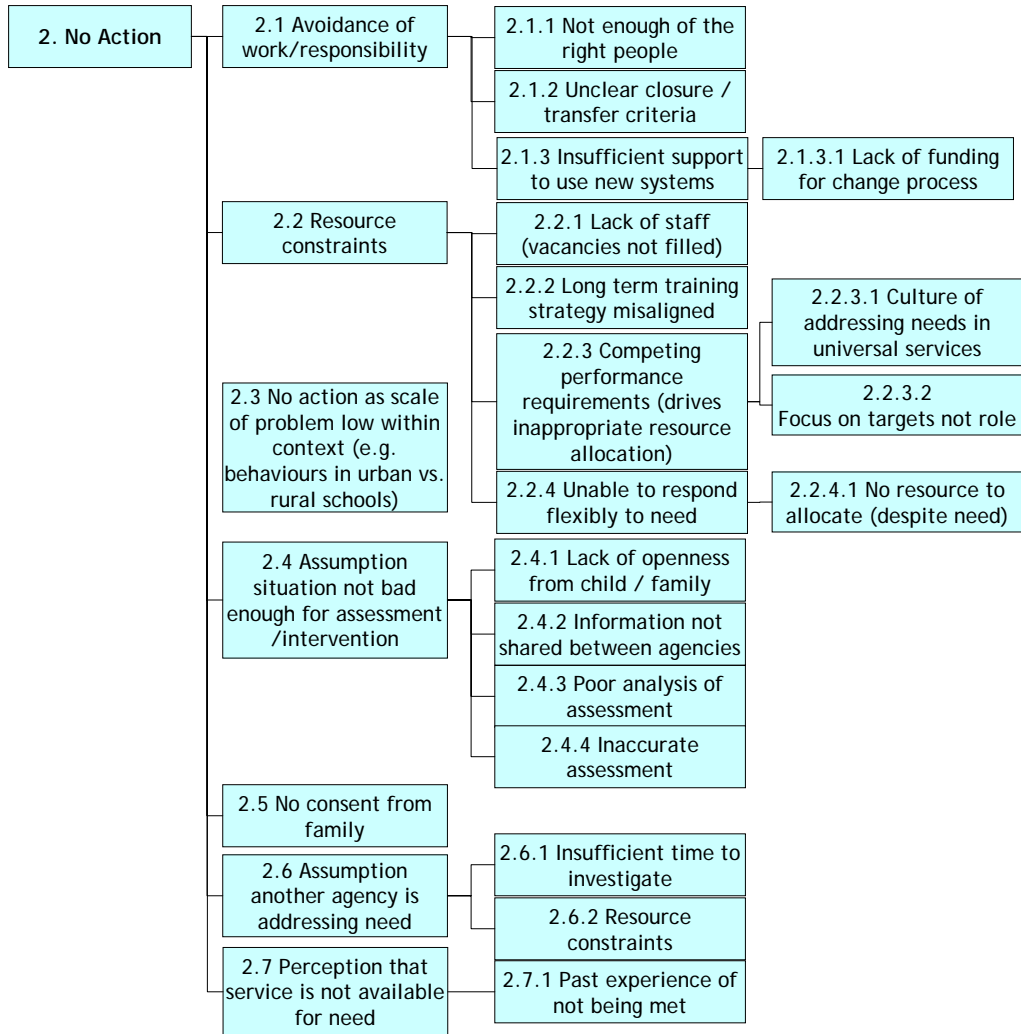 2. No Action
2.1 Avoidance of
work/responsibility
2.1.1 Not enough of the
right people
2.1.2 Unclear closure /
transfer criteria
2.1.3 Insufficient support
to use new systems
2.1.3.1 Lack of funding
for change process
2.2 Resource
constraints
2.2.1 Lack of staff
(vacancies not filled)
2.2.2 Long term training
strategy misaligned
2.2.3 Competing
performance
requirements (drives
inappropriate resource
allocation)
2.2.3.1 Culture of
addressing needs in
universal services
2.2.3.2
Focus on targets not role
2.2.4 Unable to respond
flexibly to need
2.2.4.1 No resource to
allocate (despite need)
2.3 No action as scale
of problem low within
context (e.g.
behaviours in urban vs.
rural schools)
2.4 Assumption
situation not bad
enough for assessment
/intervention
2.4.1 Lack of openness
from child / family
2.4.2 Information not
shared between agencies
2.4.3 Poor analysis of
assessment
2.4.4 Inaccurate
assessment
2.5 No consent from
family
2.6 Assumption
another agency is
addressing need
2.6.1 Insufficient time to
investigate
2.6.2 Resource
constraints
2.7 Perception that
service is not available
for need
2.7.1 Past experience of
not being met